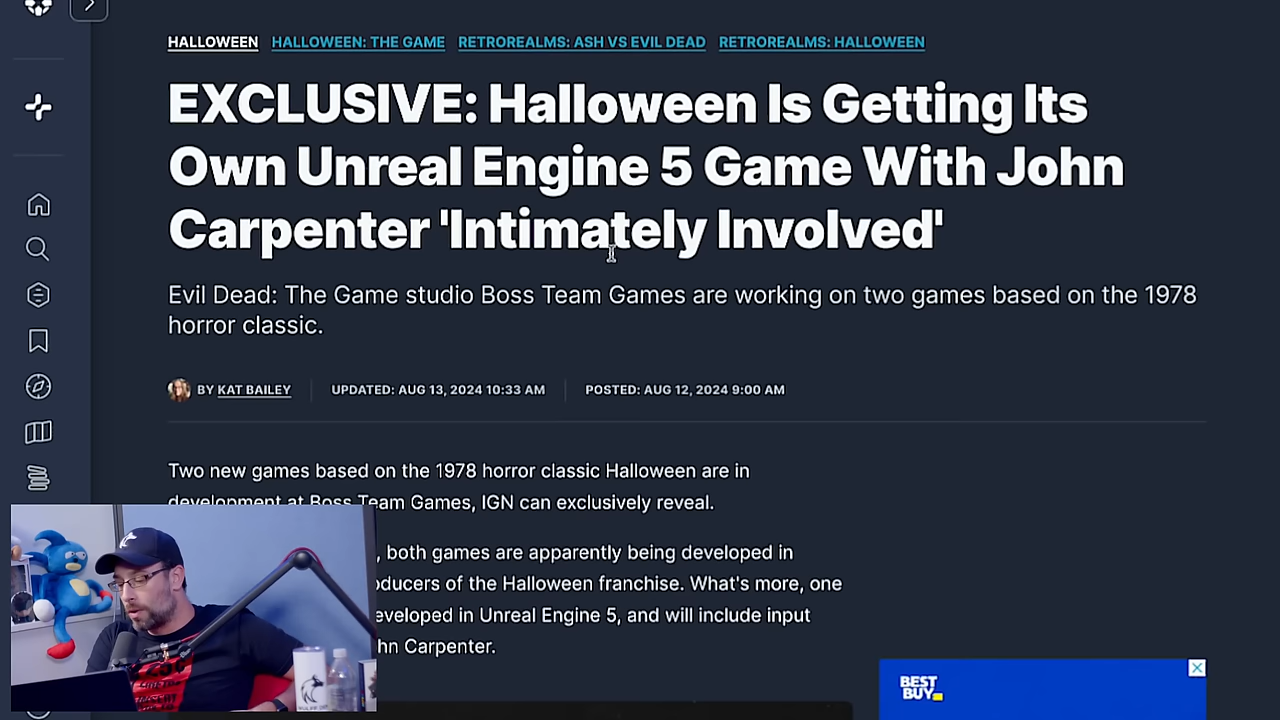 HALLOWEEN HALLOWEEN: THE GAME RETROREALMS: ASH VS EVIL DEAD RETROREALMS: HALLOWEEN
EXCLUSIVE: Halloween Is Getting Its
Own Unreal Engine 5 Game With John
Carpenter 'Intimately Involved'
Evil Dead: The Game studio Boss Team Games are working on two games based on the 1978
horror classic.
BY KAT BAILEY UPDATED: AUG 13, 2024 10:33 AM POSTED: AUG 12, 2024 9:00 AM
Two new games based on the 1978 horror classic Halloween are in
development at Boss Team Games, IGN can exclusively reveal.
, both games are apparently being developed in
oducers of the Halloween franchise. What's more, one
eveloped in Unreal Engine 5, and will include input
hn Carpenter.
BEST
BUY